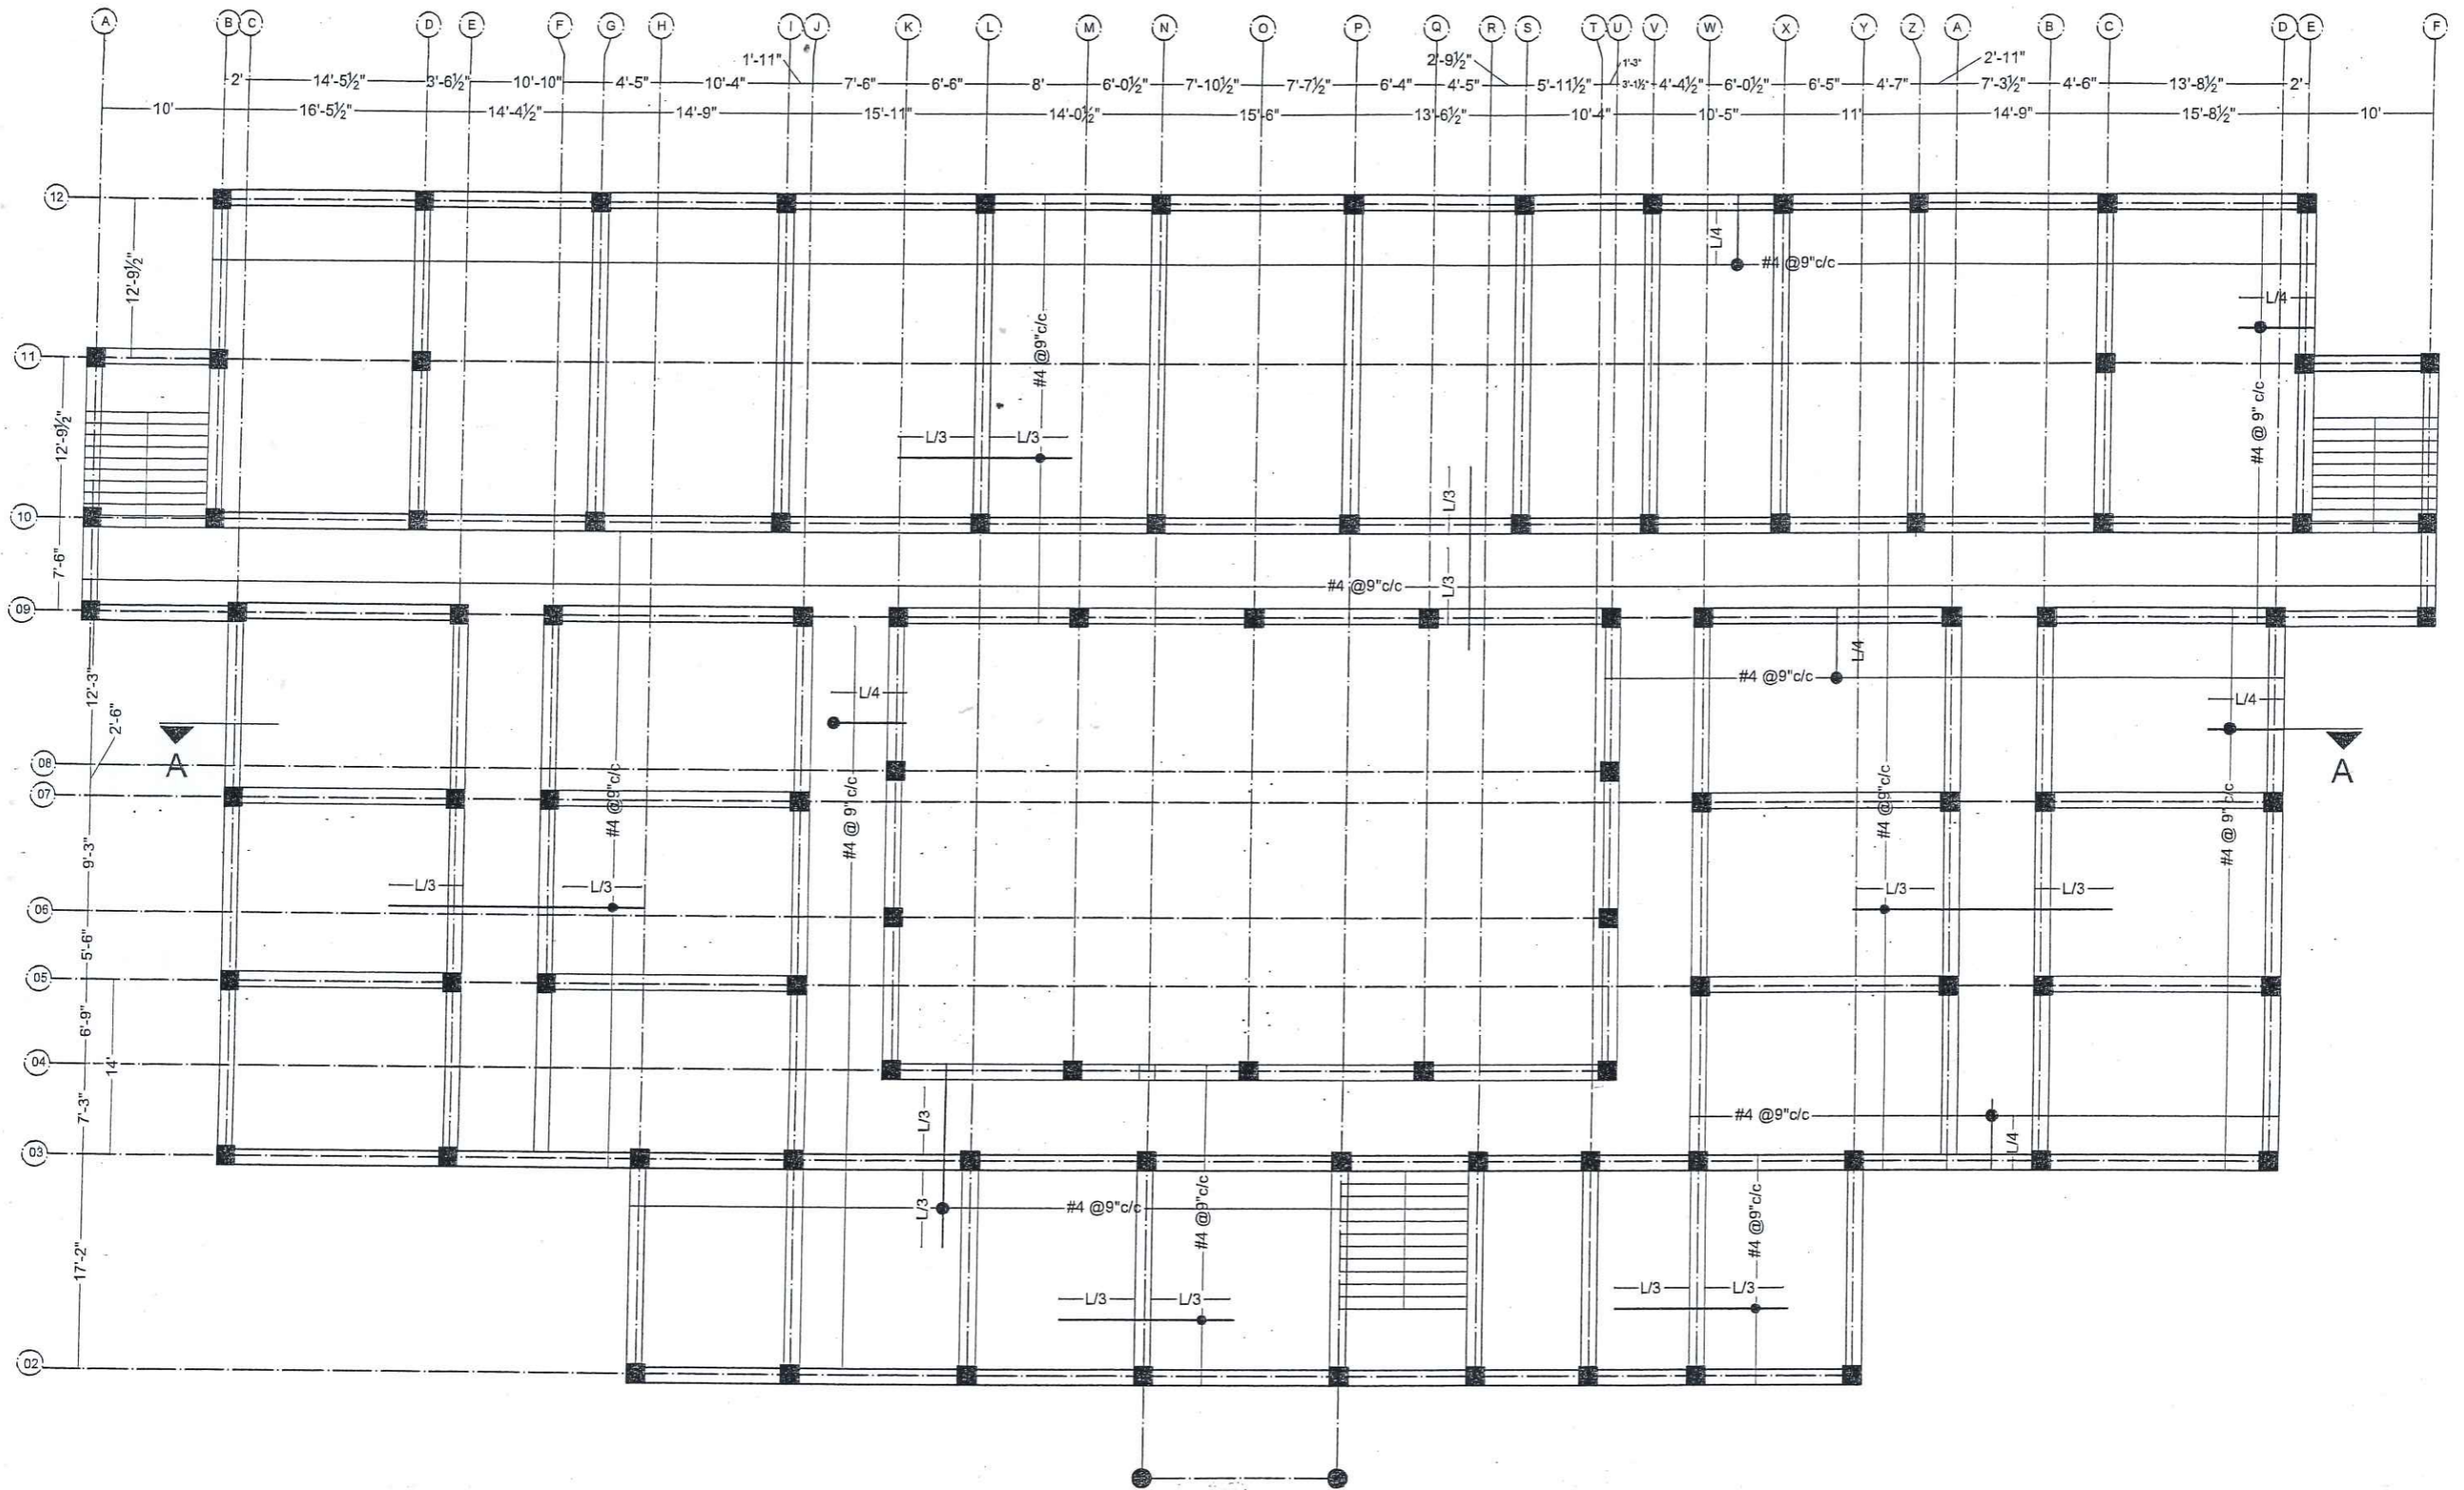 A B C D E F G H I J K L M N O P Q R S T U V W X Y Z A B C D E F
1'-11" 2'-9½" 1'-3" 2'-11"
2' 14'-5½" 3'-6½" 10'-10" 4'-5" 10'-4" 7'-6" 6'-6" 8' 6'-0½" 7'-10½" 7'-7½" 6'-4" 4'-5" 5'-11½" 3'-1½" 4'-4½" 6'-0½" 6'-5" 4'-7" 7'-3½" 4'-6" 13'-8½" 2'
10' 16'-5½" 14'-4½" 14'-9" 15'-11" 14'-0½" 15'-6" 13'-6½" 10'-4" 10'-5" 11' 14'-9" 15'-8½" 10'
12
12'-9½"
L/4
#4 @9"c/c
L/4
#4 @9"c/c
11
12'-9½"
#4 @ 9" c/c
L/3 L/3
L/3
10
7'-6"
#4 @9"c/c
L/3
09
12'-3"
2'-6"
L/4
#4 @9"c/c
L/4
L/4
A
A
08
07
#4 @9"c/c
#4 @ 9" c/c
#4 @9"c/c
#4 @ 9" c/c
9'-3"
L/3 L/3
L/3 L/3
06
5'-6"
05
6'-9"
14'
04
7'-3"
L/3
#4 @9"c/c
L/4
03
L/3
#4 @9"c/c
#4 @9"c/c
#4 @9"c/c
17'-2"
L/3 L/3
L/3 L/3
02